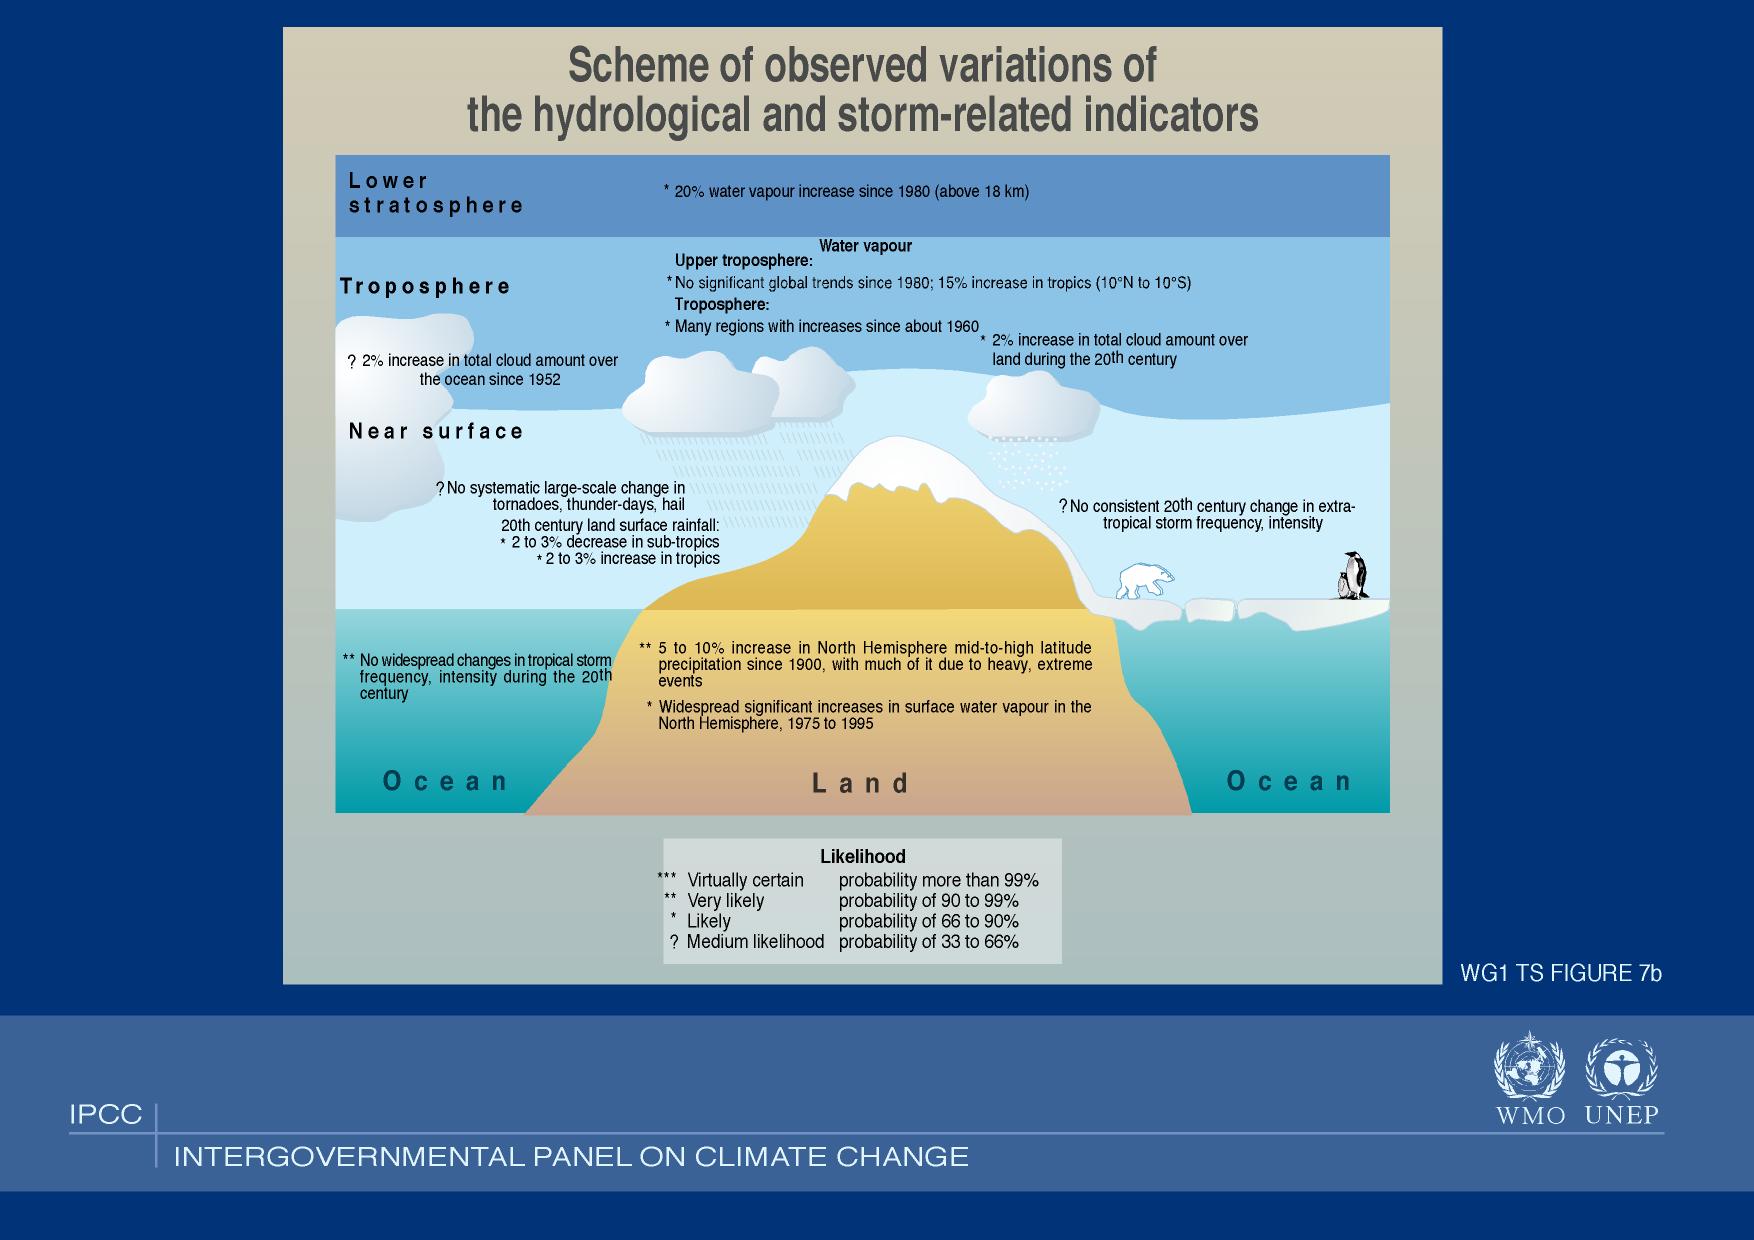 Scheme of observed variations of
the hydrological and storm-related indicators
Lower
stratosphere
* 20% water vapour increase since 1980 (above 18 km)
Troposphere
Water vapour
Upper troposphere:
* No significant global trends since 1980; 15% increase in tropics (10°N to 10°S)
Troposphere:
* Many regions with increases since about 1960
* 2% increase in total cloud amount over
land during the 20th century
? 2% increase in total cloud amount over
the ocean since 1952
Near surface
? No systematic large-scale change in
tornadoes, thunder-days, hail
20th century land surface rainfall:
* 2 to 3% decrease in sub-tropics
* 2 to 3% increase in tropics
? No consistent 20th century change in extra-
tropical storm frequency, intensity
** No widespread changes in tropical storm
frequency, intensity during the 20th
century
** 5 to 10% increase in North Hemisphere mid-to-high latitude
precipitation since 1900, with much of it due to heavy, extreme
events
* Widespread significant increases in surface water vapour in the
North Hemisphere, 1975 to 1995
Ocean
Land
Ocean
Likelihood
*** Virtually certain probability more than 99%
** Very likely probability of 90 to 99%
* Likely probability of 66 to 90%
? Medium likelihood probability of 33 to 66%
WG1 TS FIGURE 7b
WMO UNEP
IPCC
INTERGOVERNMENTAL PANEL ON CLIMATE CHANGE